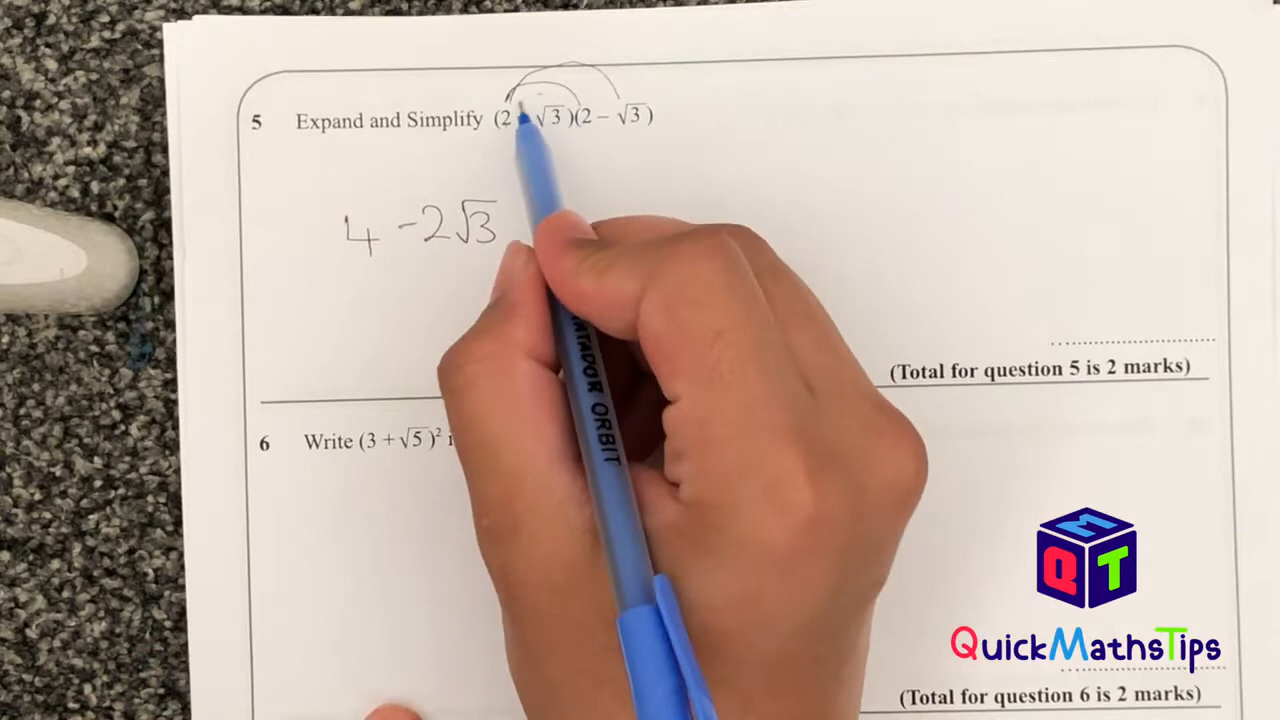 5 Expand and Simplify (2 √3)(2 – √3)
4 -2√3
(Total for question 5 is 2 marks)
6 Write (3 + √5)²
ORBIT
M
Q T
QuickMathsTips
(Total for question 6 is 2 marks)